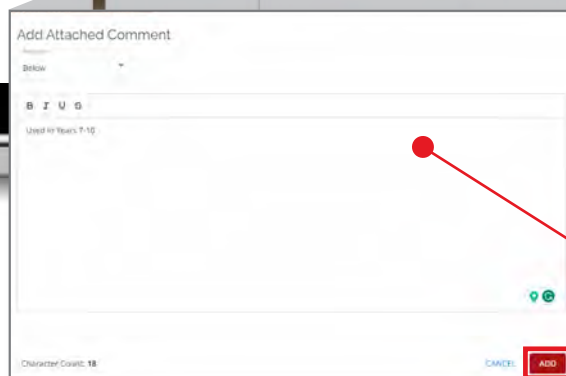 Add Attached Comment
Below
B I U S
Used in Years 7-10
Character Count: 18
CANCEL ADD